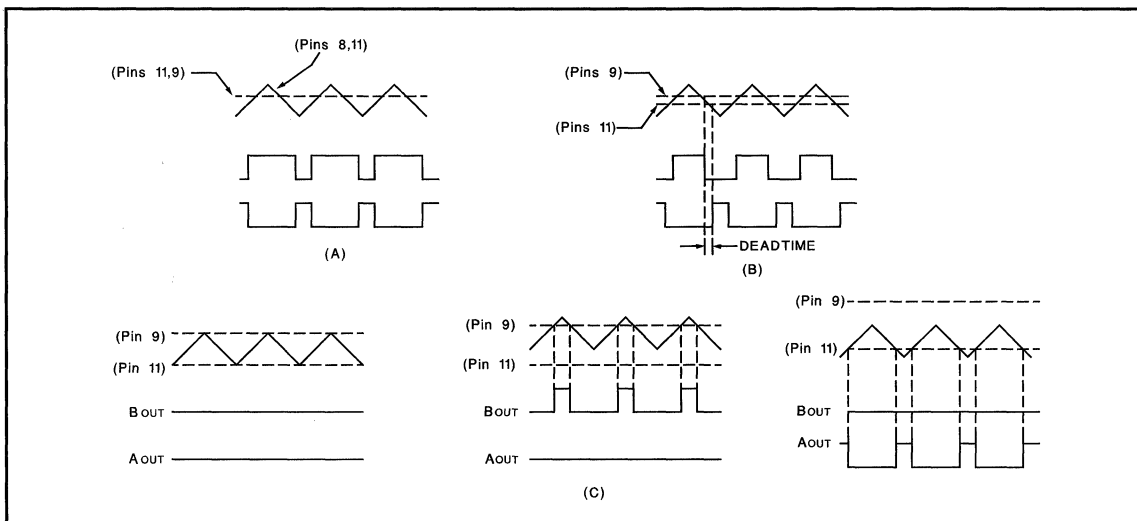 (Pins 8,11)
(Pins 11,9)
(A)
(Pins 9)
(Pins 11)
DEADTIME
(B)
(Pin 9)
(Pin 11)
BOUT
AOUT
(Pin 9)
(Pin 11)
BOUT
AOUT
(C)
(Pin 9)
(Pin 11)
BOUT
AOUT